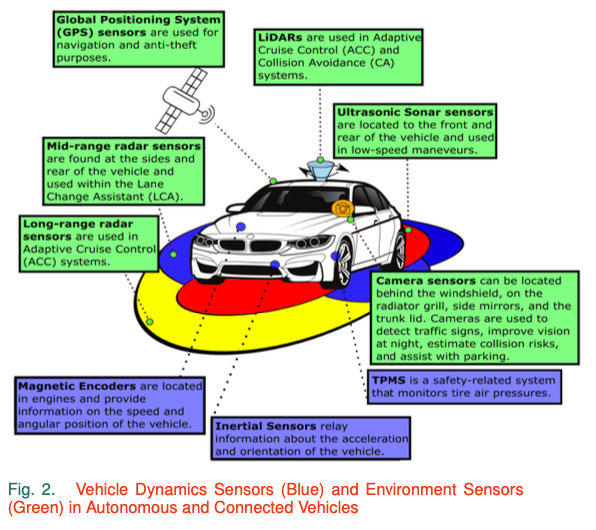 Global Positioning System
(GPS) sensors are used for
navigation and anti-theft
purposes.
LiDARs are used in Adaptive
Cruise Control (ACC) and
Collision Avoidance (CA)
systems.
Ultrasonic Sonar sensors
are located to the front and
rear of the vehicle and used
in low-speed maneveurs.
Mid-range radar sensors
are found at the sides and
rear of the vehicle and
used within the Lane
Change Assistant (LCA).
Long-range radar
sensors are used in
Adaptive Cruise Control
(ACC) systems.
Camera sensors can be located
behind the windshield, on the
radiator grill, side mirrors, and the
trunk lid. Cameras are used to
detect traffic signs, improve vision
at night, estimate collision risks,
and assist with parking.
Magnetic Encoders are located
in engines and provide
information on the speed and
angular position of the vehicle.
TPMS is a safety-related system
that monitors tire air pressures.
Inertial Sensors relay
information about the acceleration
and orientation of the vehicle.
Fig. 2. Vehicle Dynamics Sensors (Blue) and Environment Sensors
(Green) in Autonomous and Connected Vehicles